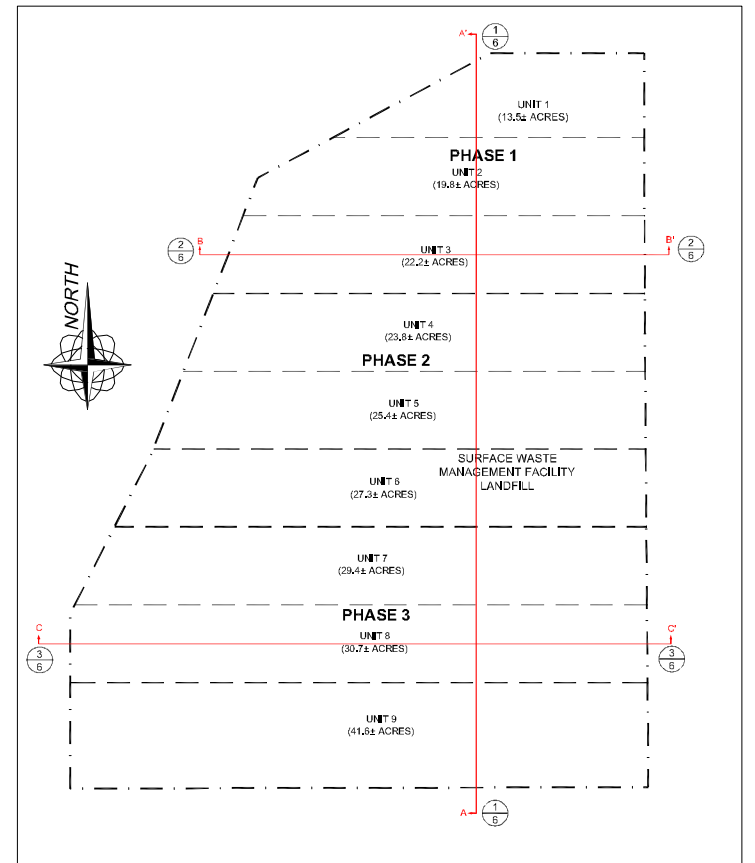 A'
1
6
UNIT 1
(13.5± ACRES)
PHASE 1
UNIT 2
(19.8± ACRES)
2
6
B
B'
2
6
UNIT 3
(22.2± ACRES)
NORTH
UNIT 4
(23.8± ACRES)
PHASE 2
UNIT 5
(25.4± ACRES)
SURFACE WASTE
MANAGEMENT FACILITY
LANDFILL
UNIT 6
(27.3± ACRES)
UNIT 7
(29.4± ACRES)
PHASE 3
C
3
6
UNIT 8
(30.7± ACRES)
C'
3
6
UNIT 9
(41.6± ACRES)
A
1
6